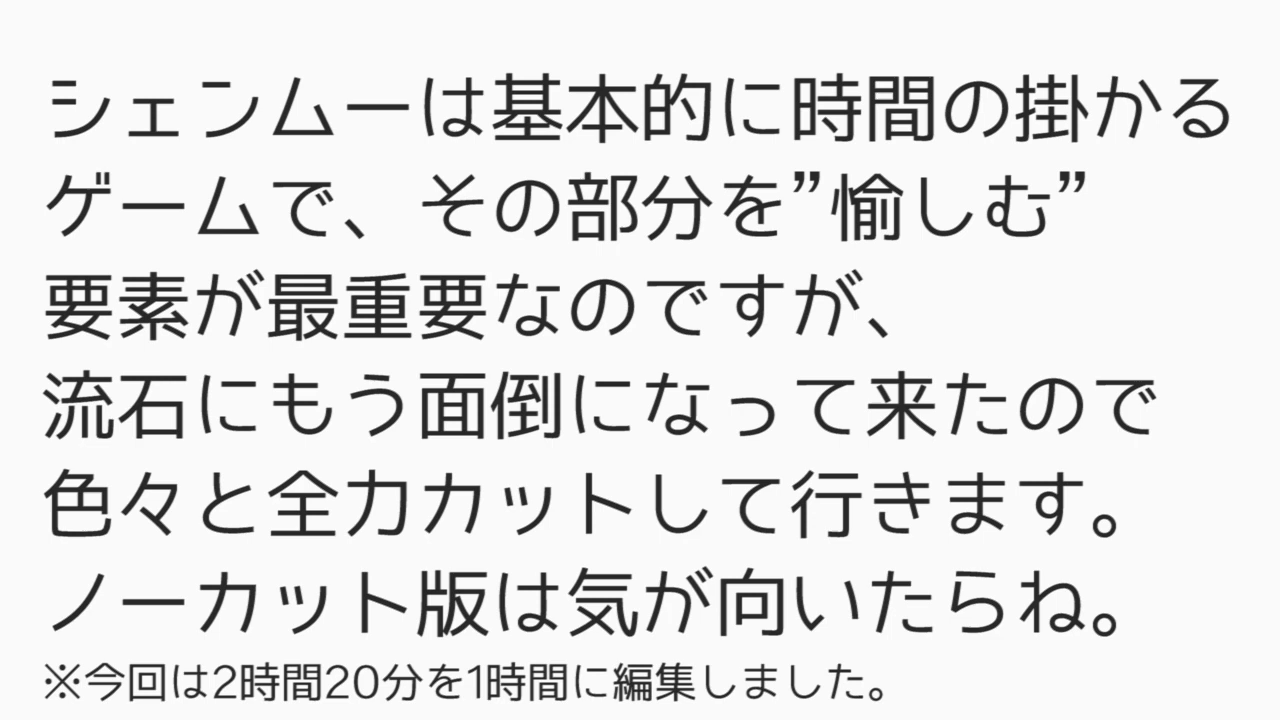 シェンムーは基本的に時間の掛かる
ゲームで、その部分を”愉しむ”
要素が最重要なのですが、
流石にもう面倒になって来たので
色々と全力カットして行きます。
ノーカット版は気が向いたらね。
※今回は2時間20分を1時間に編集しました。